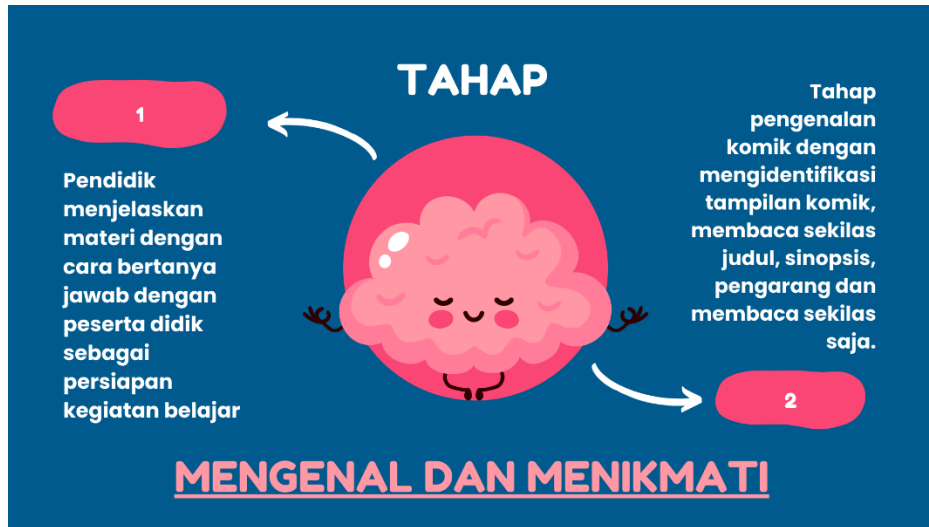 TAHAP
1
Pendidik
menjelaskan
materi dengan
cara bertanya
jawab dengan
peserta didik
sebagai
persiapan
kegiatan belajar
Tahap
pengenalan
komik dengan
mengidentifikasi
tampilan komik,
membaca sekilas
judul, sinopsis,
pengarang dan
membaca sekilas
saja.
2
MENGENAL DAN MENIKMATI